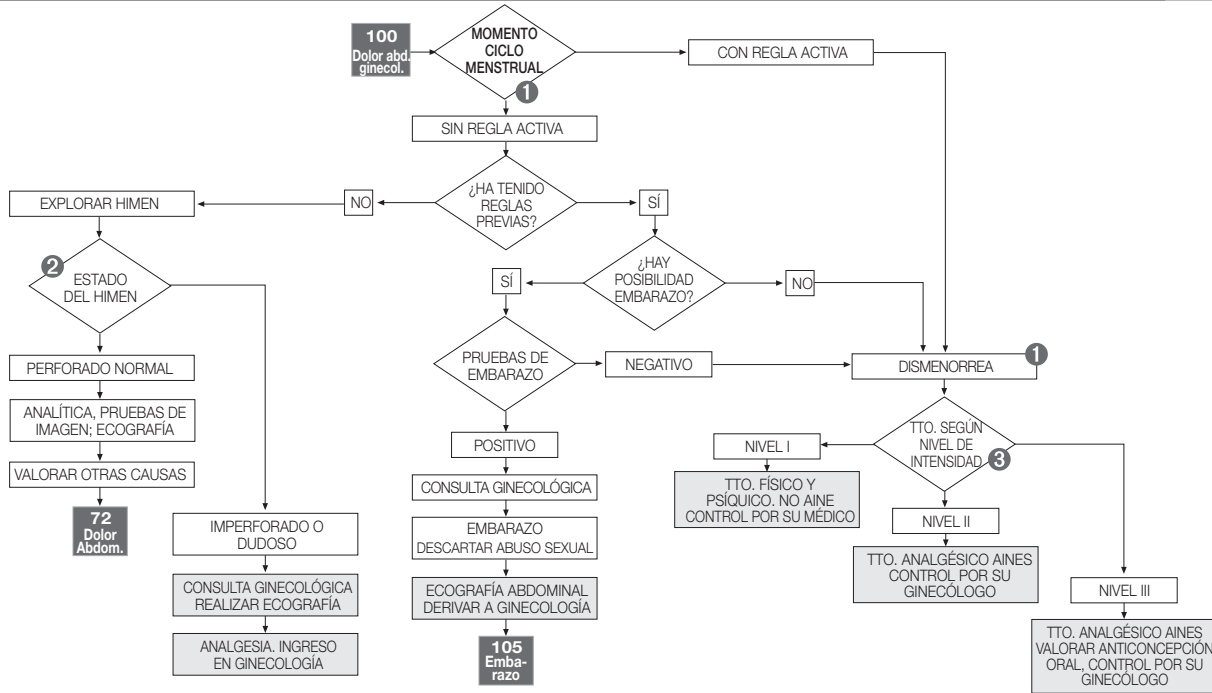 100
Dolor abd.
ginecol.
MOMENTO
CICLO
MENSTRUAL
1
CON REGLA ACTIVA
SIN REGLA ACTIVA
¿HA TENIDO
REGLAS
PREVIAS?
NO
SÍ
EXPLORAR HIMEN
2
ESTADO
DEL HIMEN
¿HAY
POSIBILIDAD
EMBARAZO?
SÍ
NO
PERFORADO NORMAL
ANALÍTICA, PRUEBAS DE
IMAGEN; ECOGRAFÍA
VALORAR OTRAS CAUSAS
72
Dolor
Abdom.
IMPERFORADO O
DUDOSO
CONSULTA GINECOLÓGICA
REALIZAR ECOGRAFÍA
ANALGESIA. INGRESO
EN GINECOLOGÍA
PRUEBAS DE
EMBARAZO
NEGATIVO
POSITIVO
CONSULTA GINECOLÓGICA
EMBARAZO
DESCARTAR ABUSO SEXUAL
ECOGRAFÍA ABDOMINAL
DERIVAR A GINECOLOGÍA
105
Emba-
razo
DISMENORREA
1
TTO. SEGÚN
NIVEL DE
INTENSIDAD
3
NIVEL I
TTO. FÍSICO Y
PSÍQUICO. NO AINE
CONTROL POR SU MÉDICO
NIVEL II
TTO. ANALGÉSICO AINES
CONTROL POR SU
GINECÓLOGO
NIVEL III
TTO. ANALGÉSICO AINES
VALORAR ANTICONCEPCIÓN
ORAL, CONTROL POR SU
GINECÓLOGO